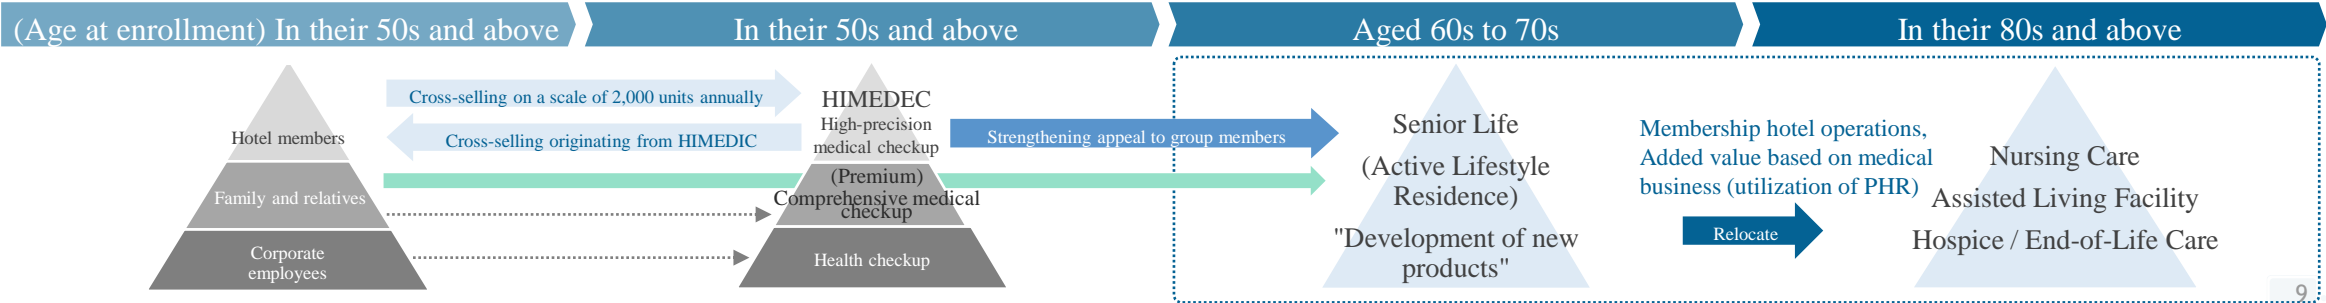 (Age at enrollment) In their 50s and above
In their 50s and above
Aged 60s to 70s
In their 80s and above
Hotel members
Family and relatives
Corporate
employees
Cross-selling on a scale of 2,000 units annually
Cross-selling originating from HIMEDIC
HIMEDEC
High-precision
medical checkup
(Premium)
Comprehensive medical
checkup
Health checkup
Strengthening appeal to group members
Senior Life
(Active Lifestyle
Residence)
"Development of new
products"
Membership hotel operations,
Added value based on medical
business (utilization of PHR)
Relocate
Nursing Care
Assisted Living Facility
Hospice / End-of-Life Care
9